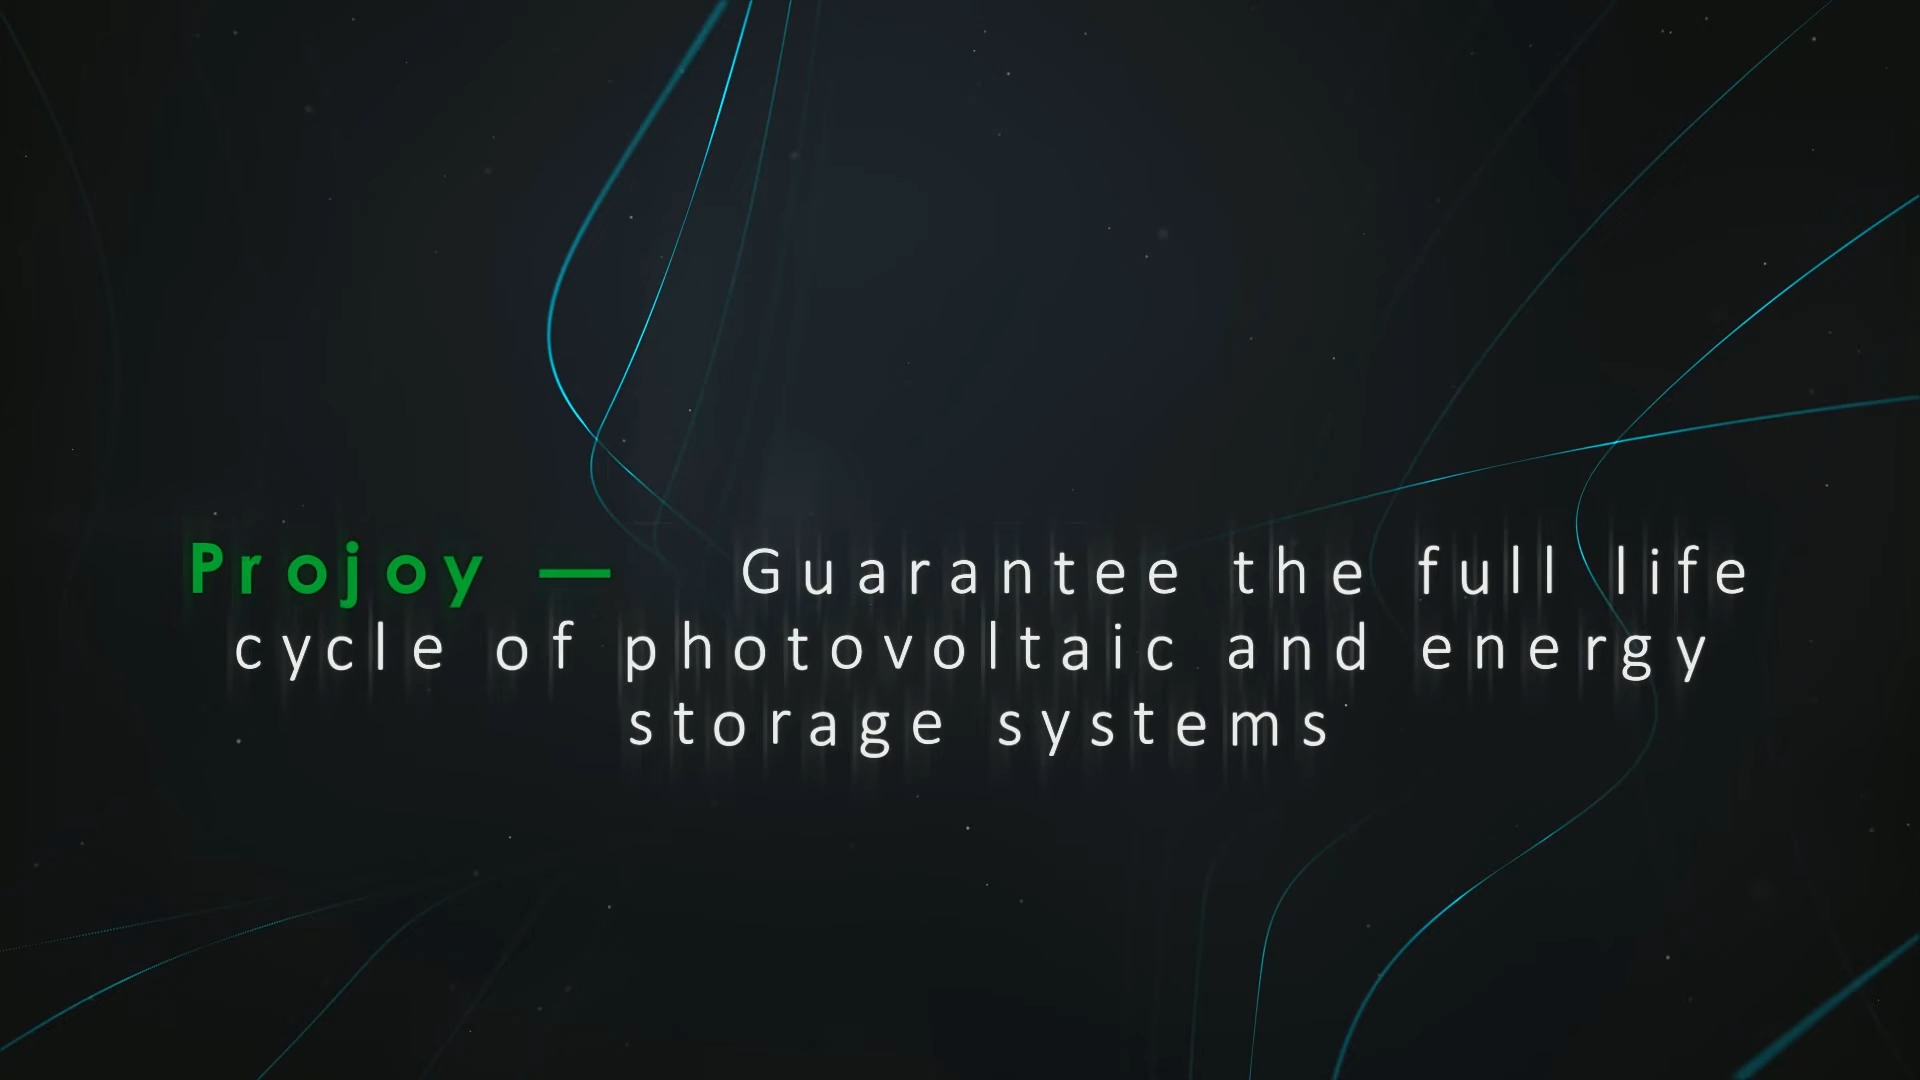 Projoy — Guarantee the full life
cycle of photovoltaic and energy
storage systems